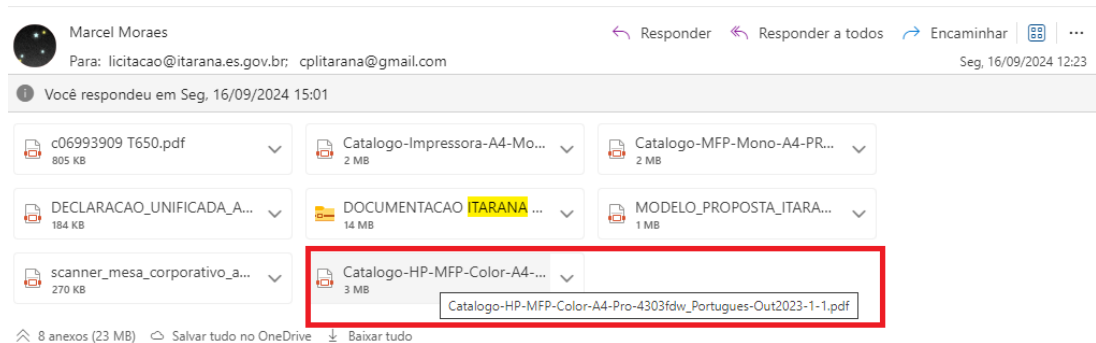 Marcel Moraes
Responder Responder a todos Encaminhar ...
Para: licitacao@itarana.es.gov.br; cplitarana@gmail.com
Seg, 16/09/2024 12:23
Você respondeu em Seg, 16/09/2024 15:01
c06993909 T650.pdf
805 KB
Catalogo-Impressora-A4-Mo...
2 MB
Catalogo-MFP-Mono-A4-PR...
2 MB
DECLARACAO_UNIFICADA_A...
184 KB
DOCUMENTACAO ITARANA ...
14 MB
MODELO_PROPOSTA_ITARA...
1 MB
scanner_mesa_corporativo_a...
270 KB
Catalogo-HP-MFP-Color-A4-...
3 MB
Catalogo-HP-MFP-Color-A4-Pro-4303fdw_Portugues-Out2023-1-1.pdf
8 anexos (23 MB) Salvar tudo no OneDrive Baixar tudo